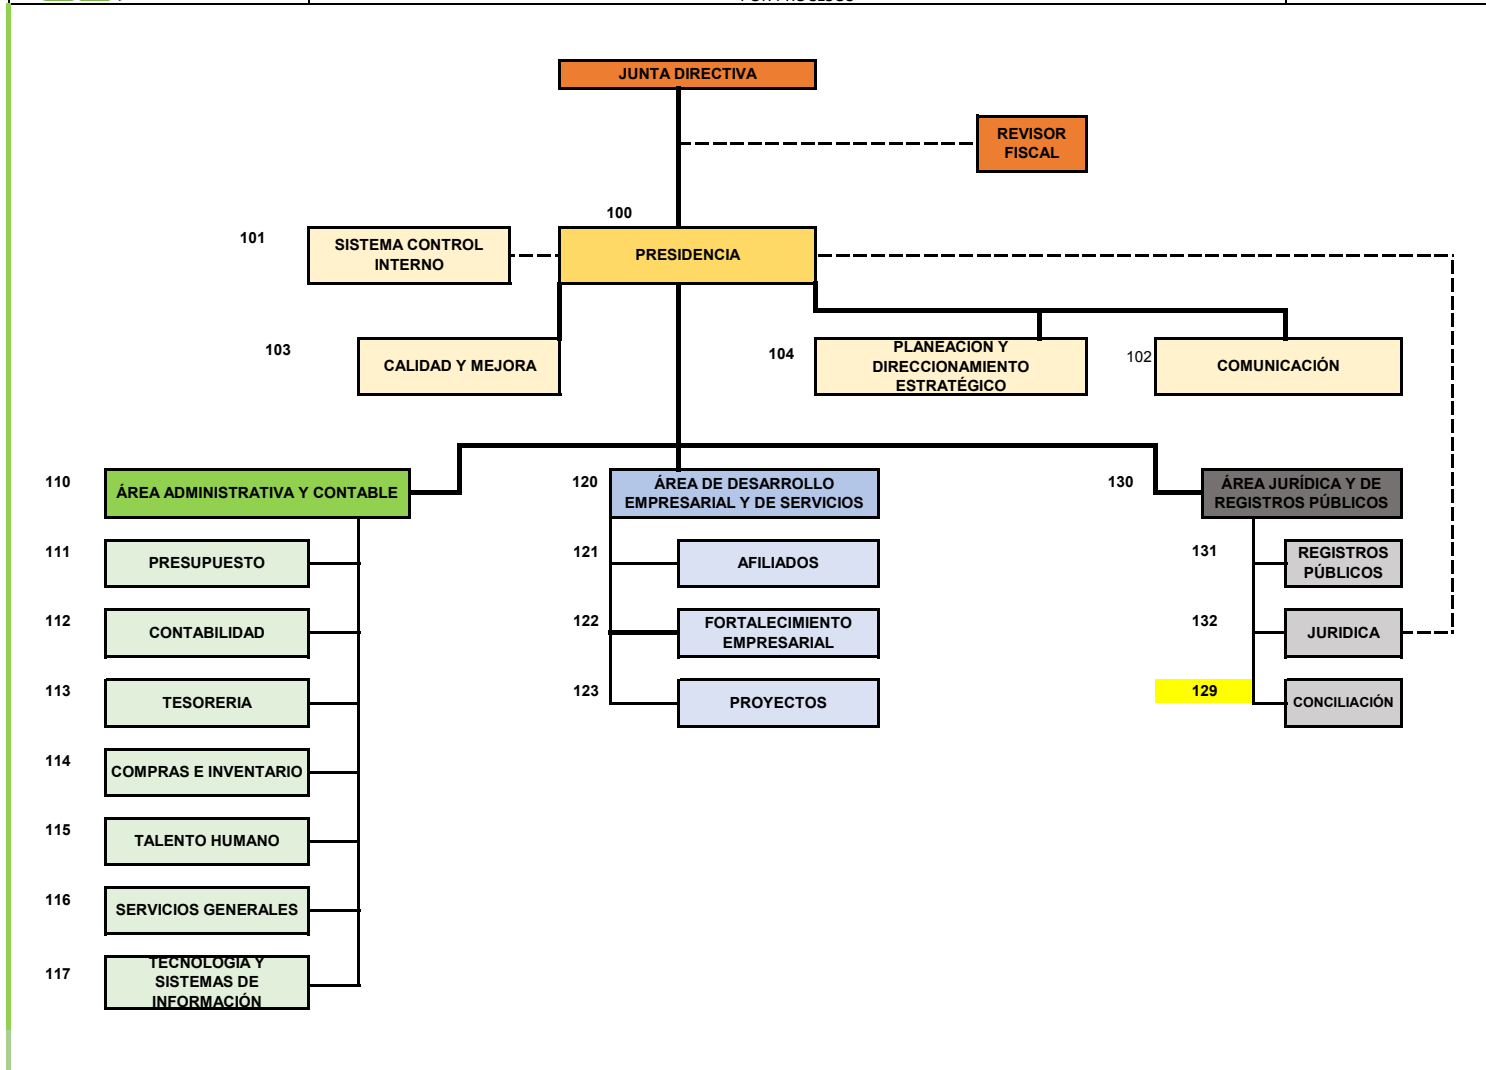 JUNTA DIRECTIVA
REVISOR
FISCAL
100
101
SISTEMA CONTROL
INTERNO
PRESIDENCIA
103
CALIDAD Y MEJORA
104
PLANEACIÓN Y
DIRECCIONAMIENTO
ESTRATÉGICO
102
COMUNICACIÓN
110
ÁREA ADMINISTRATIVA Y CONTABLE
120
ÁREA DE DESARROLLO
EMPRESARIAL Y DE SERVICIOS
130
ÁREA JURÍDICA Y DE
REGISTROS PÚBLICOS
111
PRESUPUESTO
121
AFILIADOS
131
REGISTROS
PÚBLICOS
112
CONTABILIDAD
122
FORTALECIMIENTO
EMPRESARIAL
132
JURIDICA
113
TESORERIA
123
PROYECTOS
129
CONCILIACIÓN
114
COMPRAS E INVENTARIO
115
TALENTO HUMANO
116
SERVICIOS GENERALES
117
TECNOLOGÍA Y
SISTEMAS DE
INFORMACIÓN